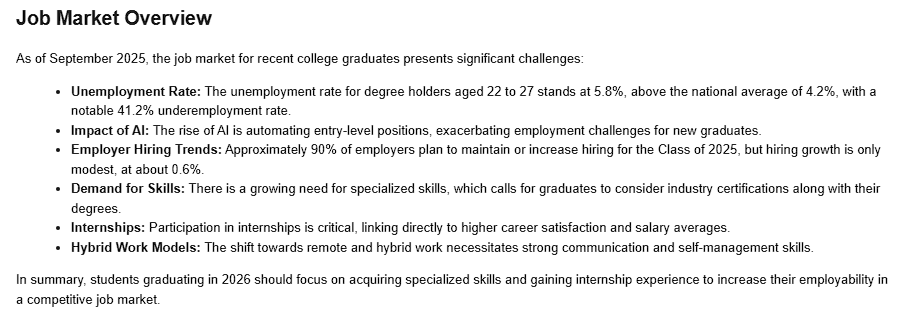 Job Market Overview
As of September 2025, the job market for recent college graduates presents significant challenges:
• Unemployment Rate: The unemployment rate for degree holders aged 22 to 27 stands at 5.8%, above the national average of 4.2%, with a
notable 41.2% underemployment rate.
• Impact of AI: The rise of AI is automating entry-level positions, exacerbating employment challenges for new graduates.
• Employer Hiring Trends: Approximately 90% of employers plan to maintain or increase hiring for the Class of 2025, but hiring growth is only
modest, at about 0.6%.
• Demand for Skills: There is a growing need for specialized skills, which calls for graduates to consider industry certifications along with their
degrees.
• Internships: Participation in internships is critical, linking directly to higher career satisfaction and salary averages.
• Hybrid Work Models: The shift towards remote and hybrid work necessitates strong communication and self-management skills.
In summary, students graduating in 2026 should focus on acquiring specialized skills and gaining internship experience to increase their employability in
a competitive job market.